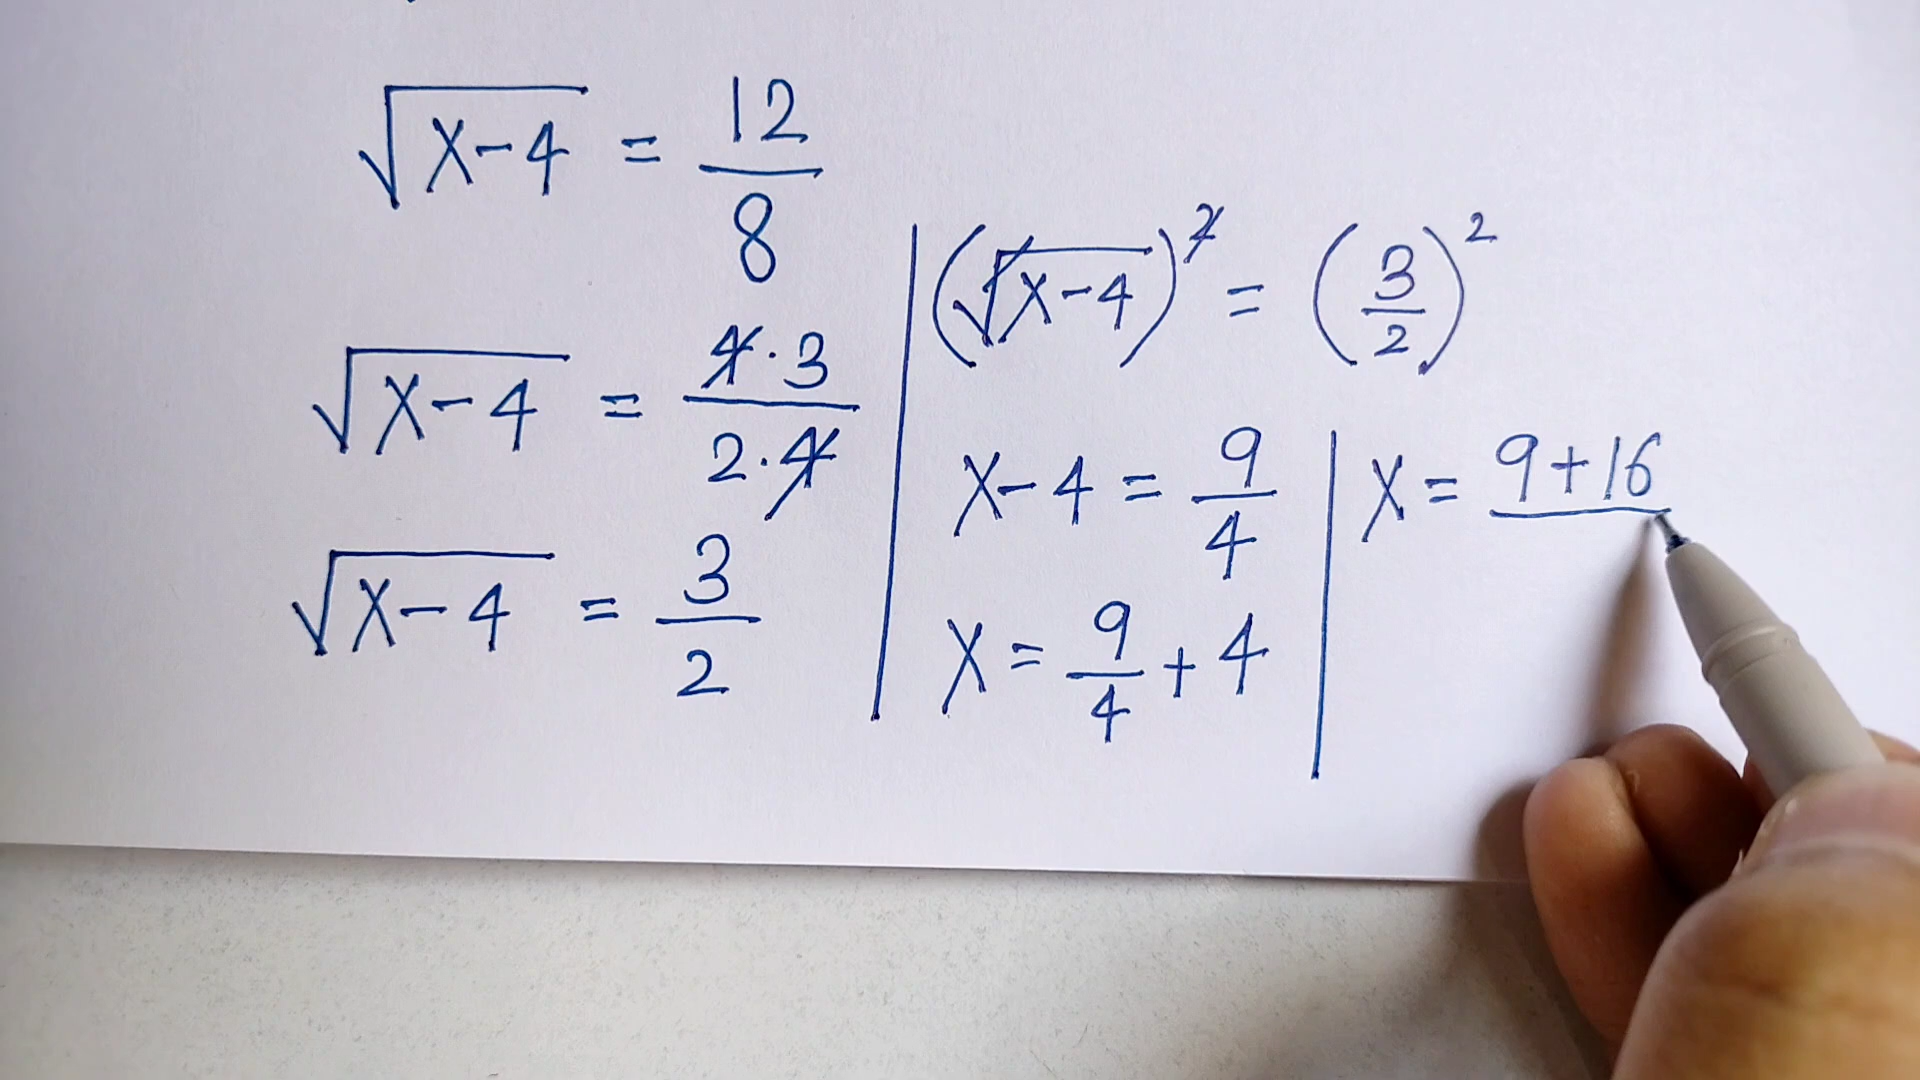 √(x-4) = 12/8
√(x-4) = 4·3/2·4
√(x-4) = 3/2
(√(x-4))² = (3/2)²
x-4 = 9/4
x = 9/4 + 4
x = 9+16